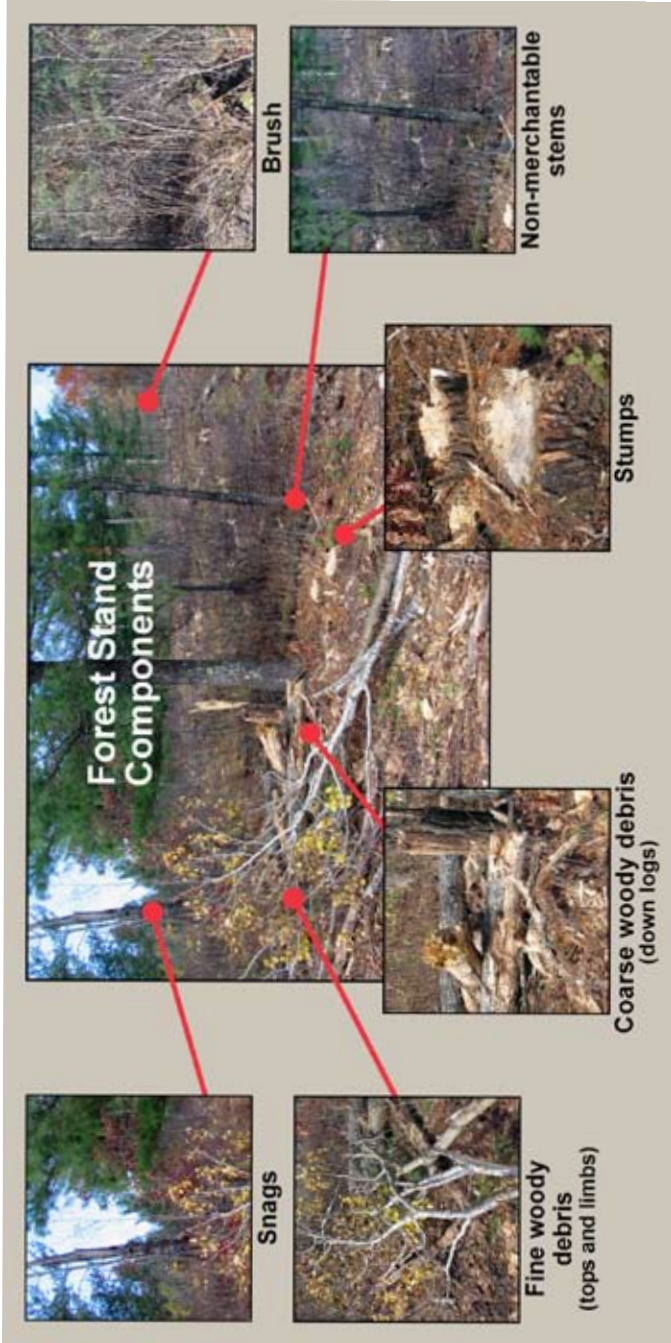 Forest Stand
Components
Snags
Fine woody
debris
(tops and limbs)
Coarse woody debris
(down logs)
Stumps
Brush
Non-merchantable
stems